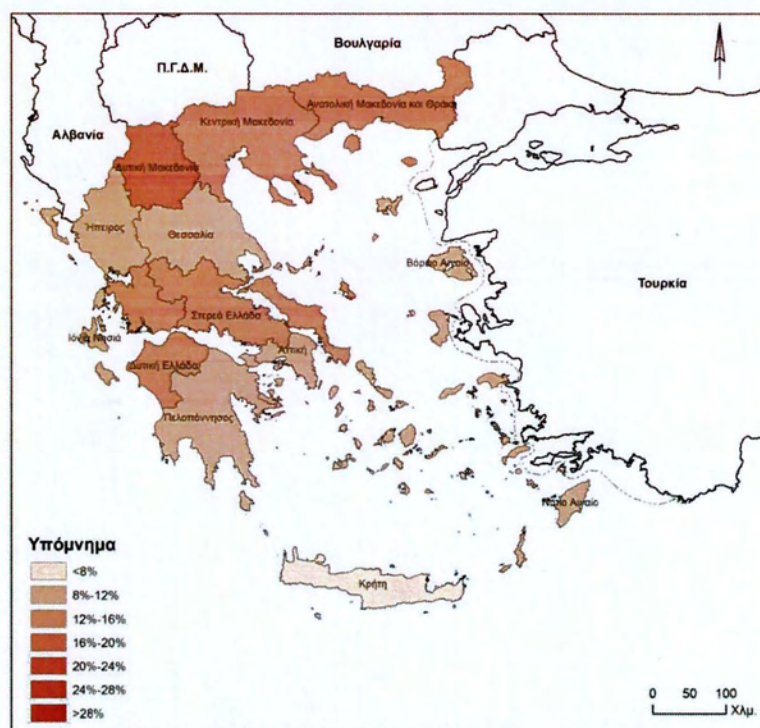 Βουλγαρία
Π.Γ.Δ.Μ.
Ανατολική Μακεδονία και Θράκη
Κεντρική Μακεδονία
Αλβανία
Δυτική Μακεδονία
Ήπειρος
Θεσσαλία
Βόρειο Αιγαίο
Τουρκία
Στερεά Ελλάδα
Ιόνια Νησιά
Αττική
Δυτική Ελλάδα
Πελοπόννησος
Νότιο Αιγαίο
Κρήτη
Υπόμνημα
<8%
8%-12%
12%-16%
16%-20%
20%-24%
24%-28%
>28%
0 50 100
Χλμ.